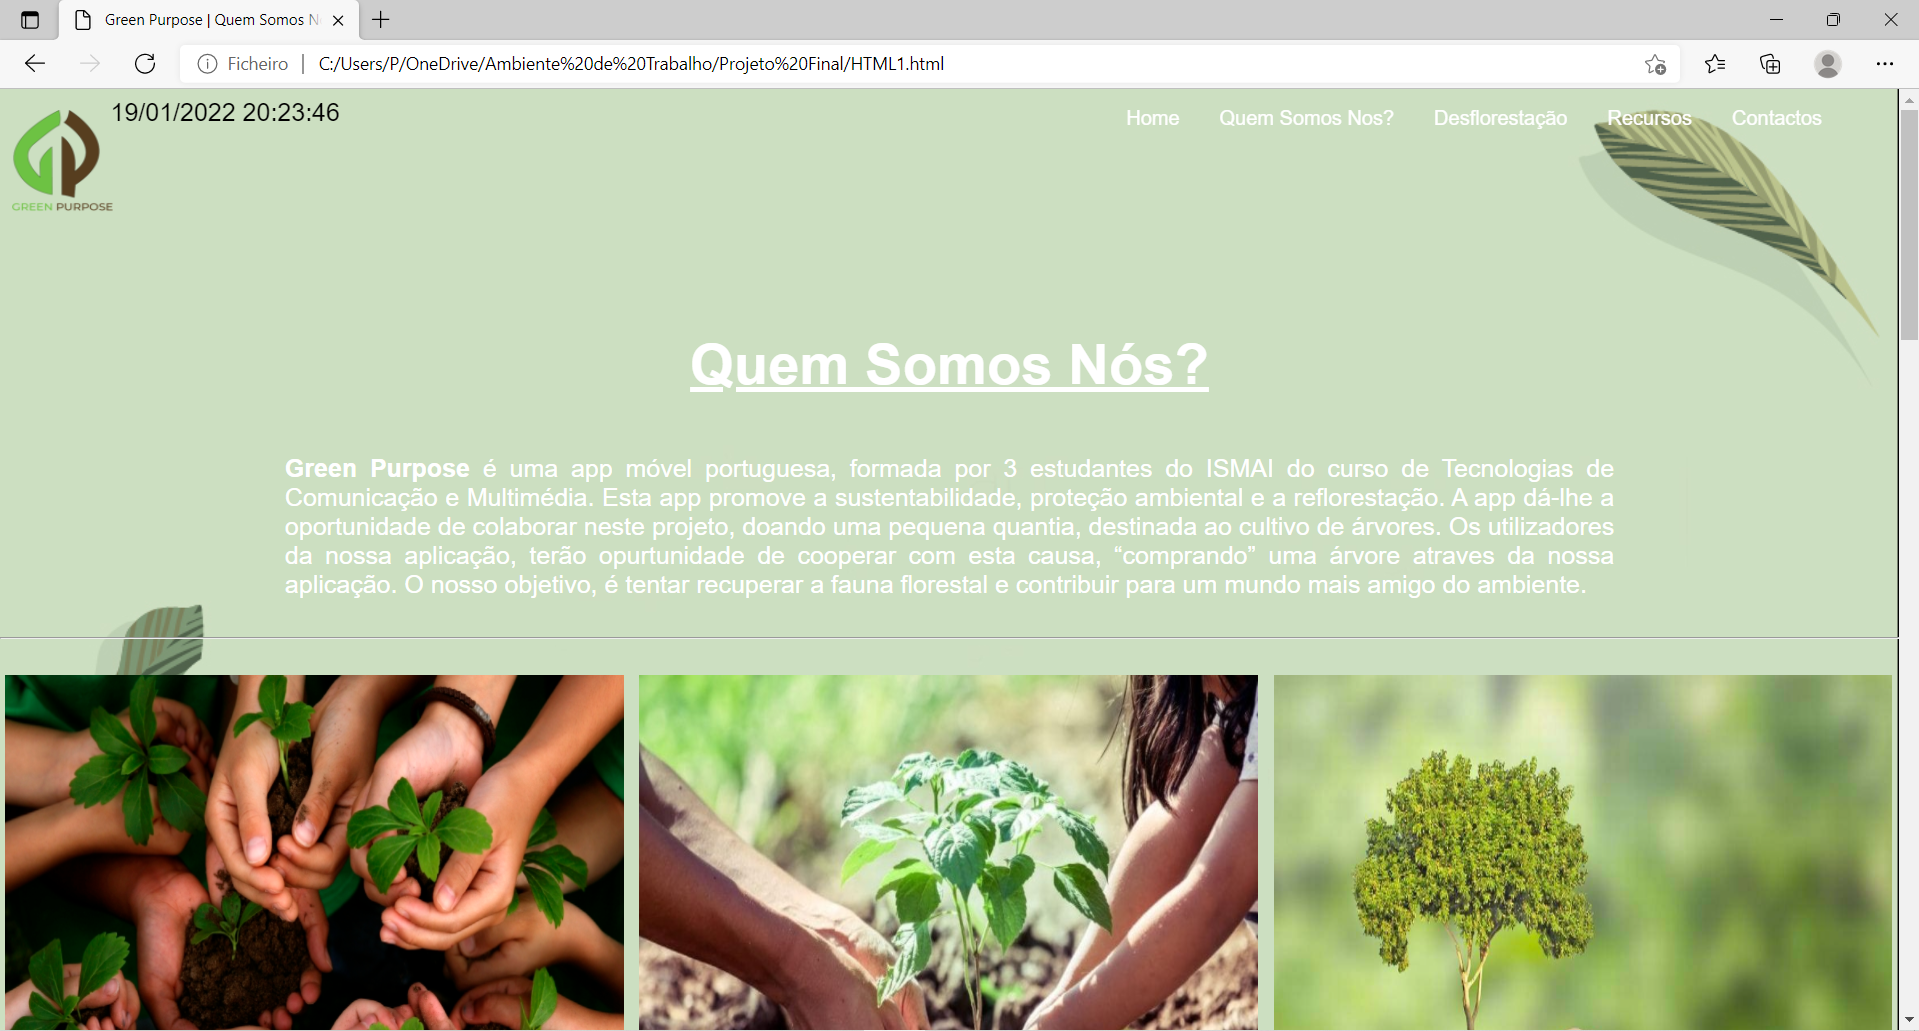 Green Purpose | Quem Somos N
Ficheiro | C:/Users/P/OneDrive/Ambiente%20de%20Trabalho/Projeto%20Final/HTML1.html
19/01/2022 20:23:46
Home Quem Somos Nos? Desflorestação Recursos Contactos
GREEN PURPOSE
Quem Somos Nós?
Green Purpose é uma app móvel portuguesa, formada por 3 estudantes do ISMAI do curso de Tecnologias de
Comunicação e Multimédia. Esta app promove a sustentabilidade, proteção ambiental e a reflorestação. A app dá-lhe a
oportunidade de colaborar neste projeto, doando uma pequena quantia, destinada ao cultivo de árvores. Os utilizadores
da nossa aplicação, terão opurtunidade de cooperar com esta causa, “comprando” uma árvore atraves da nossa
aplicação. O nosso objetivo, é tentar recuperar a fauna florestal e contribuir para um mundo mais amigo do ambiente.